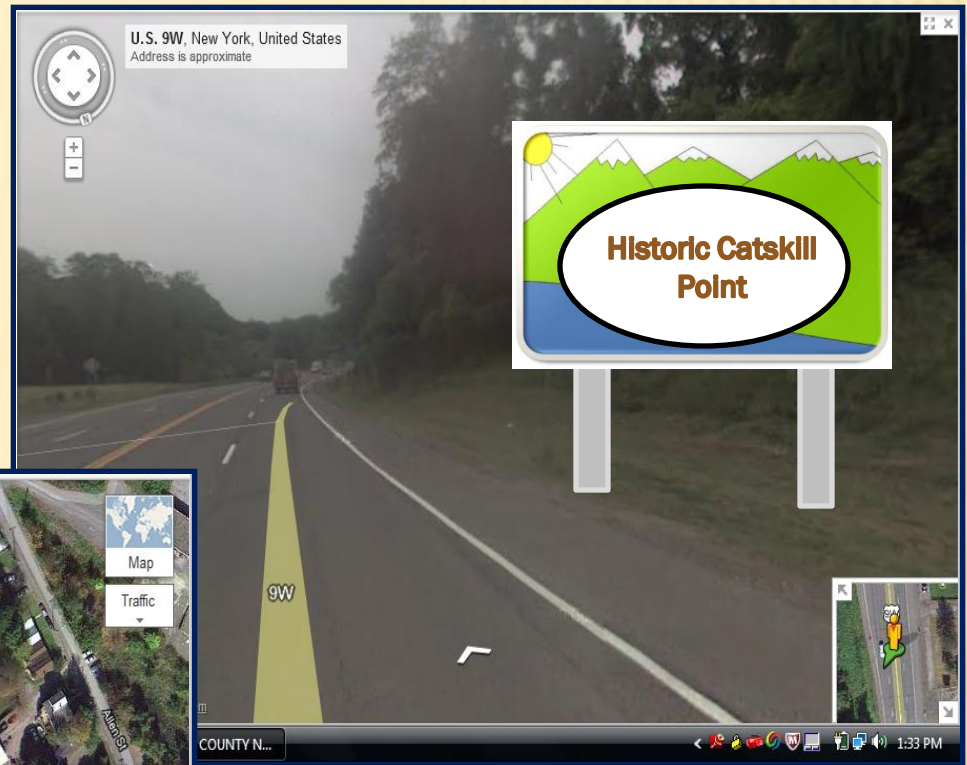 U.S. 9W, New York, United States
Address is approximate
Historic Catskill
Point
Map
Traffic
9W
Allen St
COUNTY N...
1:33 PM